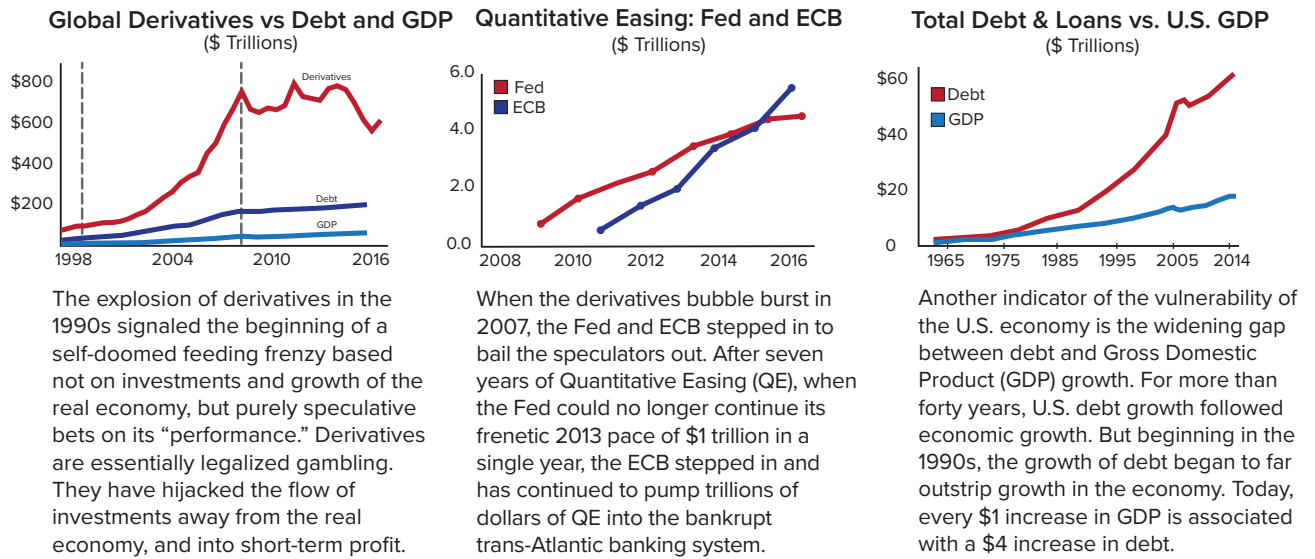 Global Derivatives vs Debt and GDP
($ Trillions)
$800
$600
$400
$200
Derivatives
Debt
GDP
1998
2004
2010
2016
The explosion of derivatives in the
1990s signaled the beginning of a
self-doomed feeding frenzy based
not on investments and growth of the
real economy, but purely speculative
bets on its “performance.” Derivatives
are essentially legalized gambling.
They have hijacked the flow of
investments away from the real
economy, and into short-term profit.
Quantitative Easing: Fed and ECB
($ Trillions)
6.0
4.0
2.0
0.0
Fed
ECB
2008
2010
2012
2014
2016
When the derivatives bubble burst in
2007, the Fed and ECB stepped in to
bail the speculators out. After seven
years of Quantitative Easing (QE), when
the Fed could no longer continue its
frenetic 2013 pace of $1 trillion in a
single year, the ECB stepped in and
has continued to pump trillions of
dollars of QE into the bankrupt
trans-Atlantic banking system.
Total Debt & Loans vs. U.S. GDP
($ Trillions)
$60
$40
$20
0
Debt
GDP
1965
1975
1985
1995
2005
2014
Another indicator of the vulnerability of
the U.S. economy is the widening gap
between debt and Gross Domestic
Product (GDP) growth. For more than
forty years, U.S. debt growth followed
economic growth. But beginning in the
1990s, the growth of debt began to far
outstrip growth in the economy. Today,
every $1 increase in GDP is associated
with a $4 increase in debt.